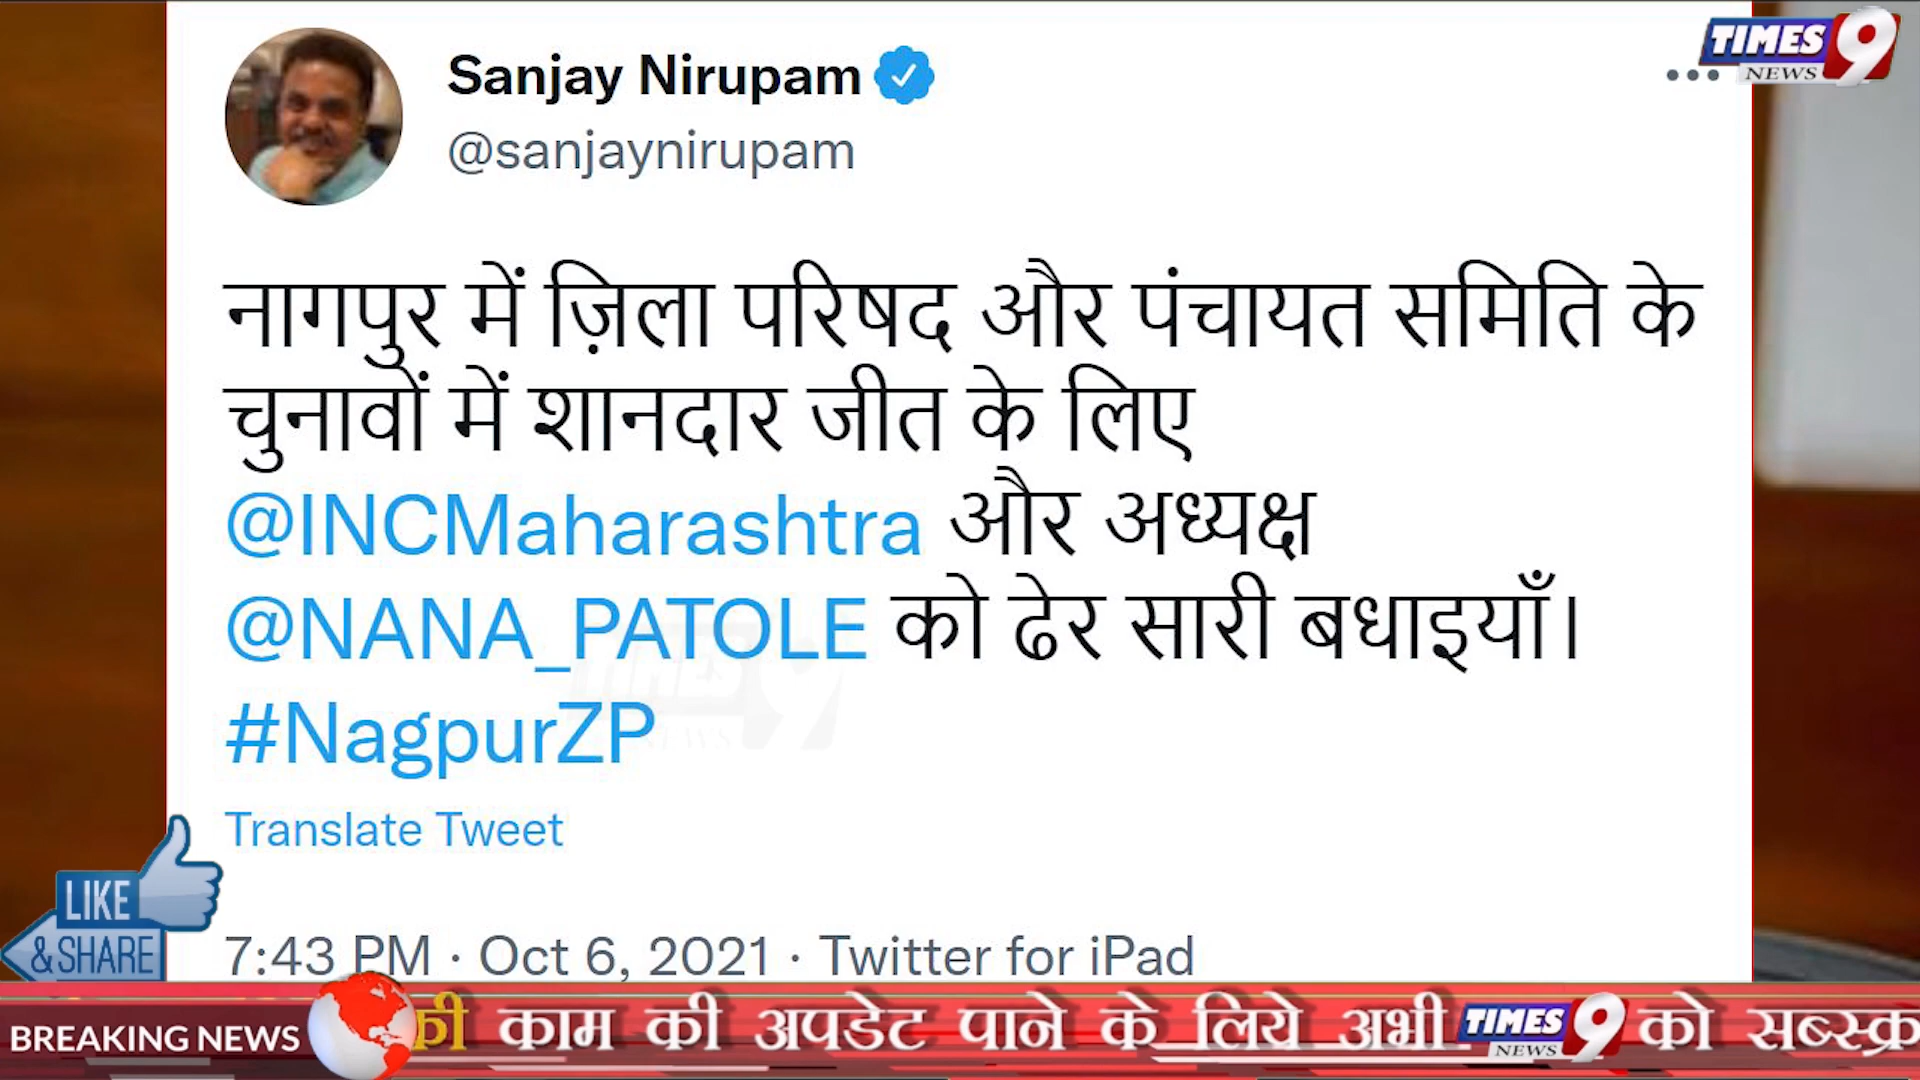 TIMES 9
NEWS
Sanjay Nirupam
@sanjaynirupam
नागपुर में ज़िला परिषद और पंचायत समिति के
चुनावों में शानदार जीत के लिए
@INCMaharashtra और अध्यक्ष
@NANA_PATOLE को ढेर सारी बधाइयाँ।
#NagpurZP
Translate Tweet
7:43 PM · Oct 6, 2021 · Twitter for iPad
LIKE
& SHARE
BREAKING NEWS की काम की अपडेट पाने के लिये अभी TIMES NEWS 9 को